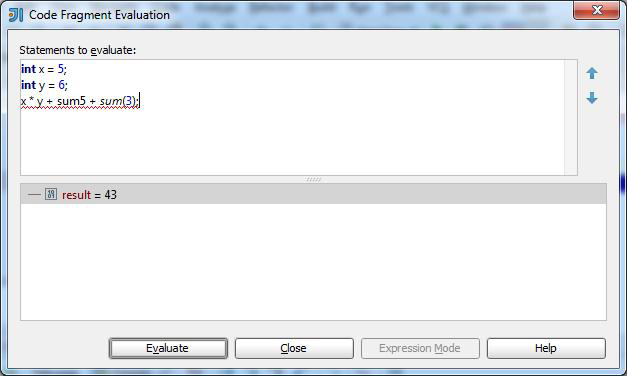 Code Fragment Evaluation
Statements to evaluate:
int x = 5;
int y = 6;
x * y + sum5 + sum(3);
result = 43
Evaluate
Close
Expression Mode
Help